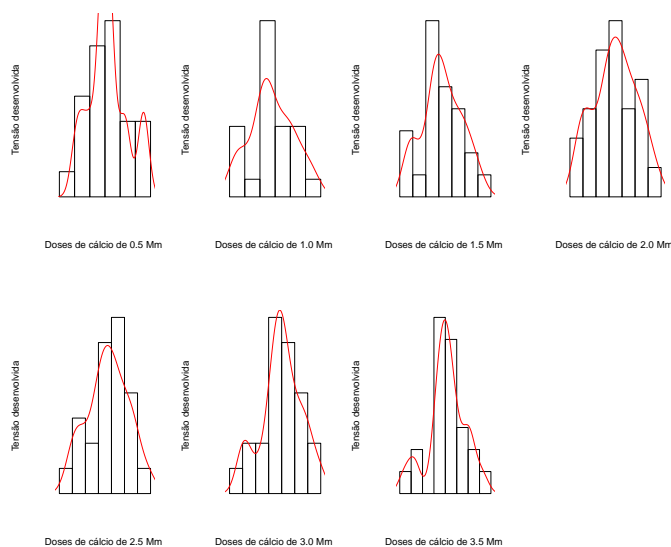 Tensão desenvolvida
Doses de cálcio de 0.5 Mm
Tensão desenvolvida
Doses de cálcio de 1.0 Mm
Tensão desenvolvida
Doses de cálcio de 1.5 Mm
Tensão desenvolvida
Doses de cálcio de 2.0 Mm
Tensão desenvolvida
Doses de cálcio de 2.5 Mm
Tensão desenvolvida
Doses de cálcio de 3.0 Mm
Tensão desenvolvida
Doses de cálcio de 3.5 Mm